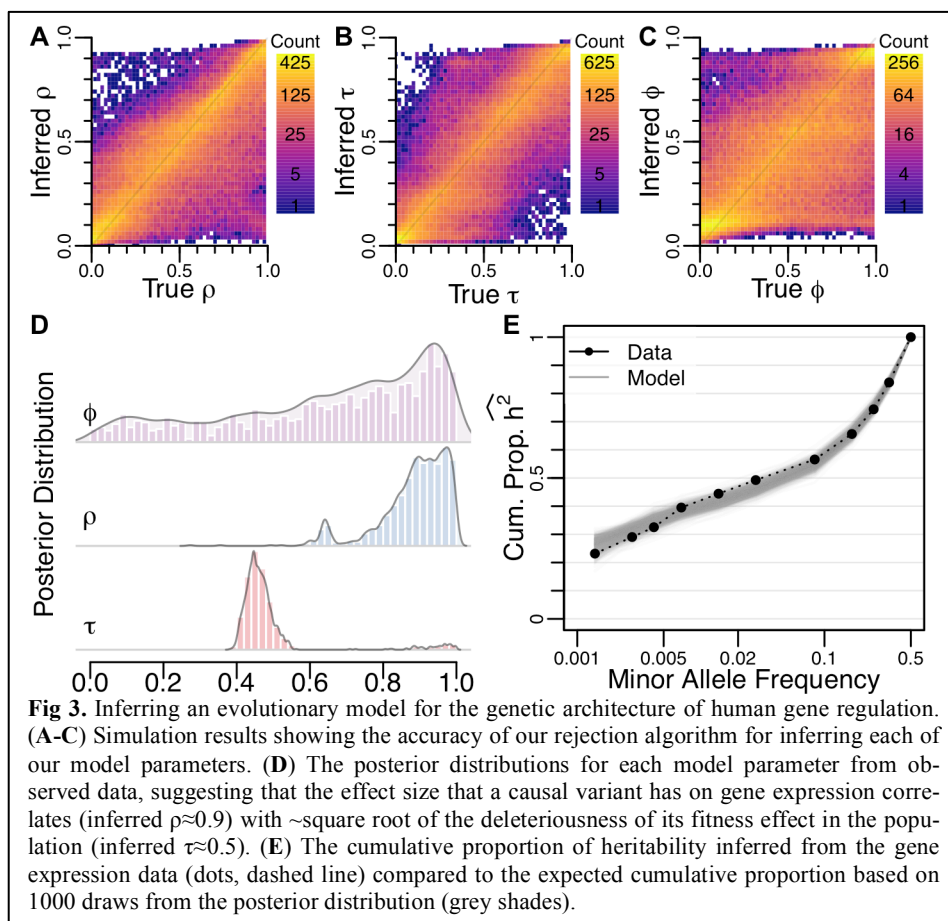 A
B
C
1.0
0.5
0.0
Inferred ρ
0.0 0.5 1.0
True ρ
Count
425
125
25
5
1
Inferred τ
0.0 0.5 1.0
True τ
Count
625
125
25
5
1
1.0
0.5
0.0
Inferred ϕ
0.0 0.5 1.0
True ϕ
Count
256
64
16
4
1
D
Posterior Distribution
ϕ
ρ
τ
0.0 0.2 0.4 0.6 0.8 1.0
E
Cum. Prop. ĥ²
1
0.5
0
Data
Model
0.001 0.005 0.02 0.1 0.5
Minor Allele Frequency
Fig 3. Inferring an evolutionary model for the genetic architecture of human gene regulation.
(A-C) Simulation results showing the accuracy of our rejection algorithm for inferring each of
our model parameters. (D) The posterior distributions for each model parameter from ob-
served data, suggesting that the effect size that a causal variant has on gene expression corre-
lates (inferred ρ≈0.9) with ~square root of the deleteriousness of its fitness effect in the popu-
lation (inferred τ≈0.5). (E) The cumulative proportion of heritability inferred from the gene
expression data (dots, dashed line) compared to the expected cumulative proportion based on
1000 draws from the posterior distribution (grey shades).